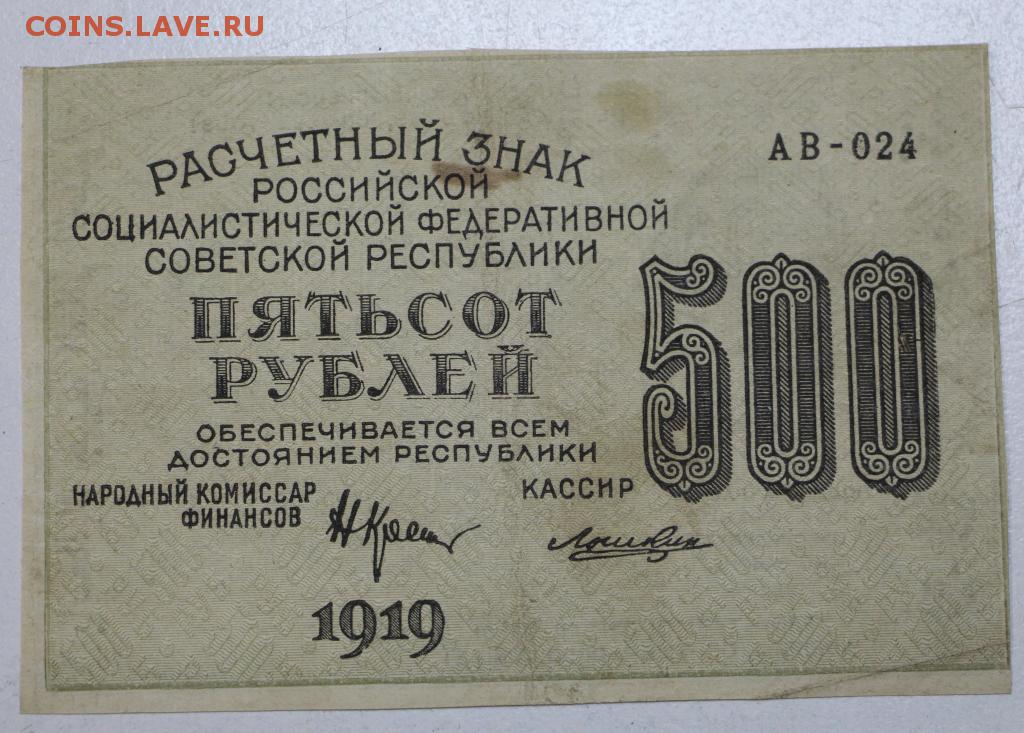 COINS.LAVE.RU
РАСЧЕТНЫЙ ЗНАК
АВ-024
РОССИЙСКОЙ
СОЦИАЛИСТИЧЕСКОЙ ФЕДЕРАТИВНОЙ
СОВЕТСКОЙ РЕСПУБЛИКИ
ПЯТЬСОТ
РУБЛЕЙ
500
ОБЕСПЕЧИВАЕТСЯ ВСЕМ
ДОСТОЯНИЕМ РЕСПУБЛИКИ
НАРОДНЫЙ КОМИССАР
ФИНАНСОВ
КАССИР
1919